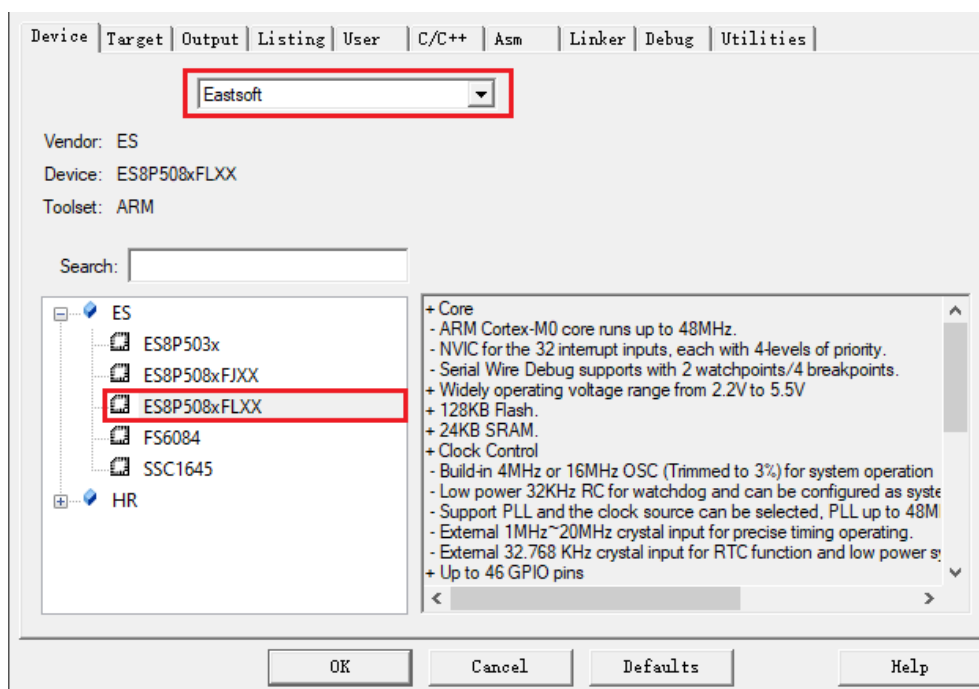 Device Target Output Listing User C/C++ Asm Linker Debug Utilities
Eastsoft
Vendor: ES
Device: ES8P508xFLXX
Toolset: ARM
Search:
ES
ES8P503x
ES8P508xFJXX
ES8P508xFLXX
FS6084
SSC1645
HR
+ Core
- ARM Cortex-M0 core runs up to 48MHz.
- NVIC for the 32 interrupt inputs, each with 4-levels of priority.
- Serial Wire Debug supports with 2 watchpoints/4 breakpoints.
+ Widely operating voltage range from 2.2V to 5.5V
+ 128KB Flash.
+ 24KB SRAM.
+ Clock Control
- Build-in 4MHz or 16MHz OSC (Trimmed to 3%) for system operation
- Low power 32KHz RC for watchdog and can be configured as syste
- Support PLL and the clock source can be selected, PLL up to 48M
- External 1MHz~20MHz crystal input for precise timing operating.
- External 32.768 KHz crystal input for RTC function and low power sy
+ Up to 46 GPIO pins
OK Cancel Defaults Help